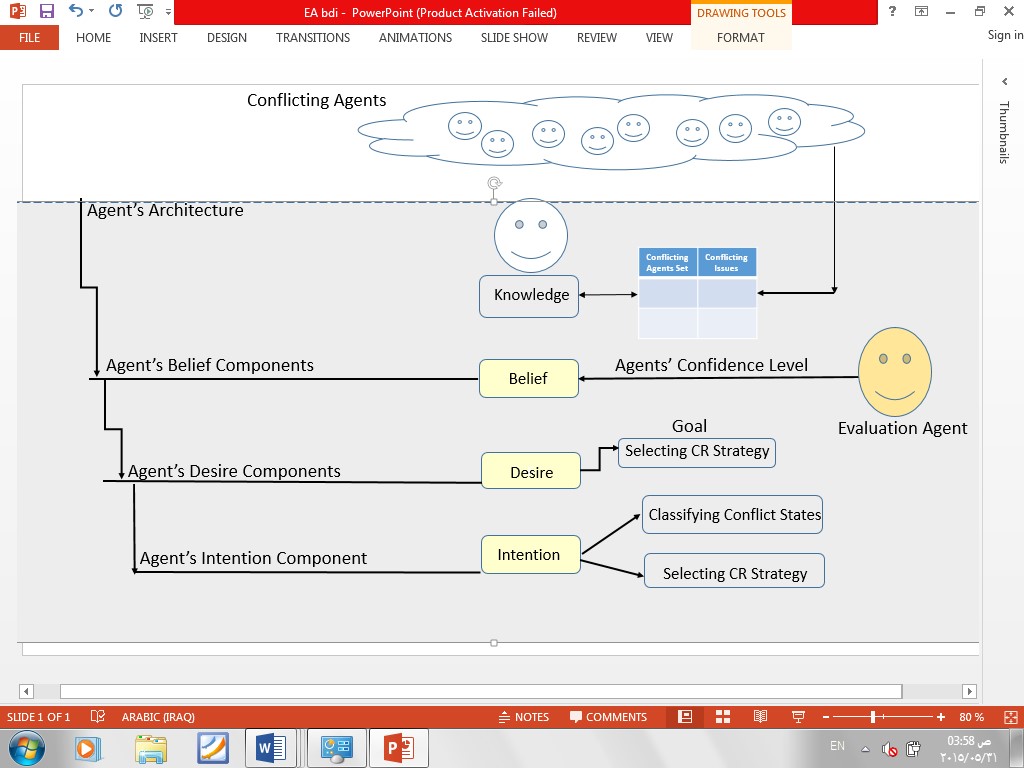 EA bdi - PowerPoint (Product Activation Failed)
DRAWING TOOLS
?
Sign in
FILE
HOME
INSERT
DESIGN
TRANSITIONS
ANIMATIONS
SLIDE SHOW
REVIEW
VIEW
FORMAT
Thumbnails
Conflicting Agents
Agent’s Architecture
Conflicting Agents Set
Conflicting Issues
Knowledge
Agent’s Belief Components
Belief
Agents’ Confidence Level
Evaluation Agent
Goal
Selecting CR Strategy
Agent’s Desire Components
Desire
Classifying Conflict States
Agent’s Intention Component
Intention
Selecting CR Strategy
SLIDE 1 OF 1
ARABIC (IRAQ)
NOTES
COMMENTS
80 %
EN
03:58 ص
٢٠١٥/٠٥/٣١